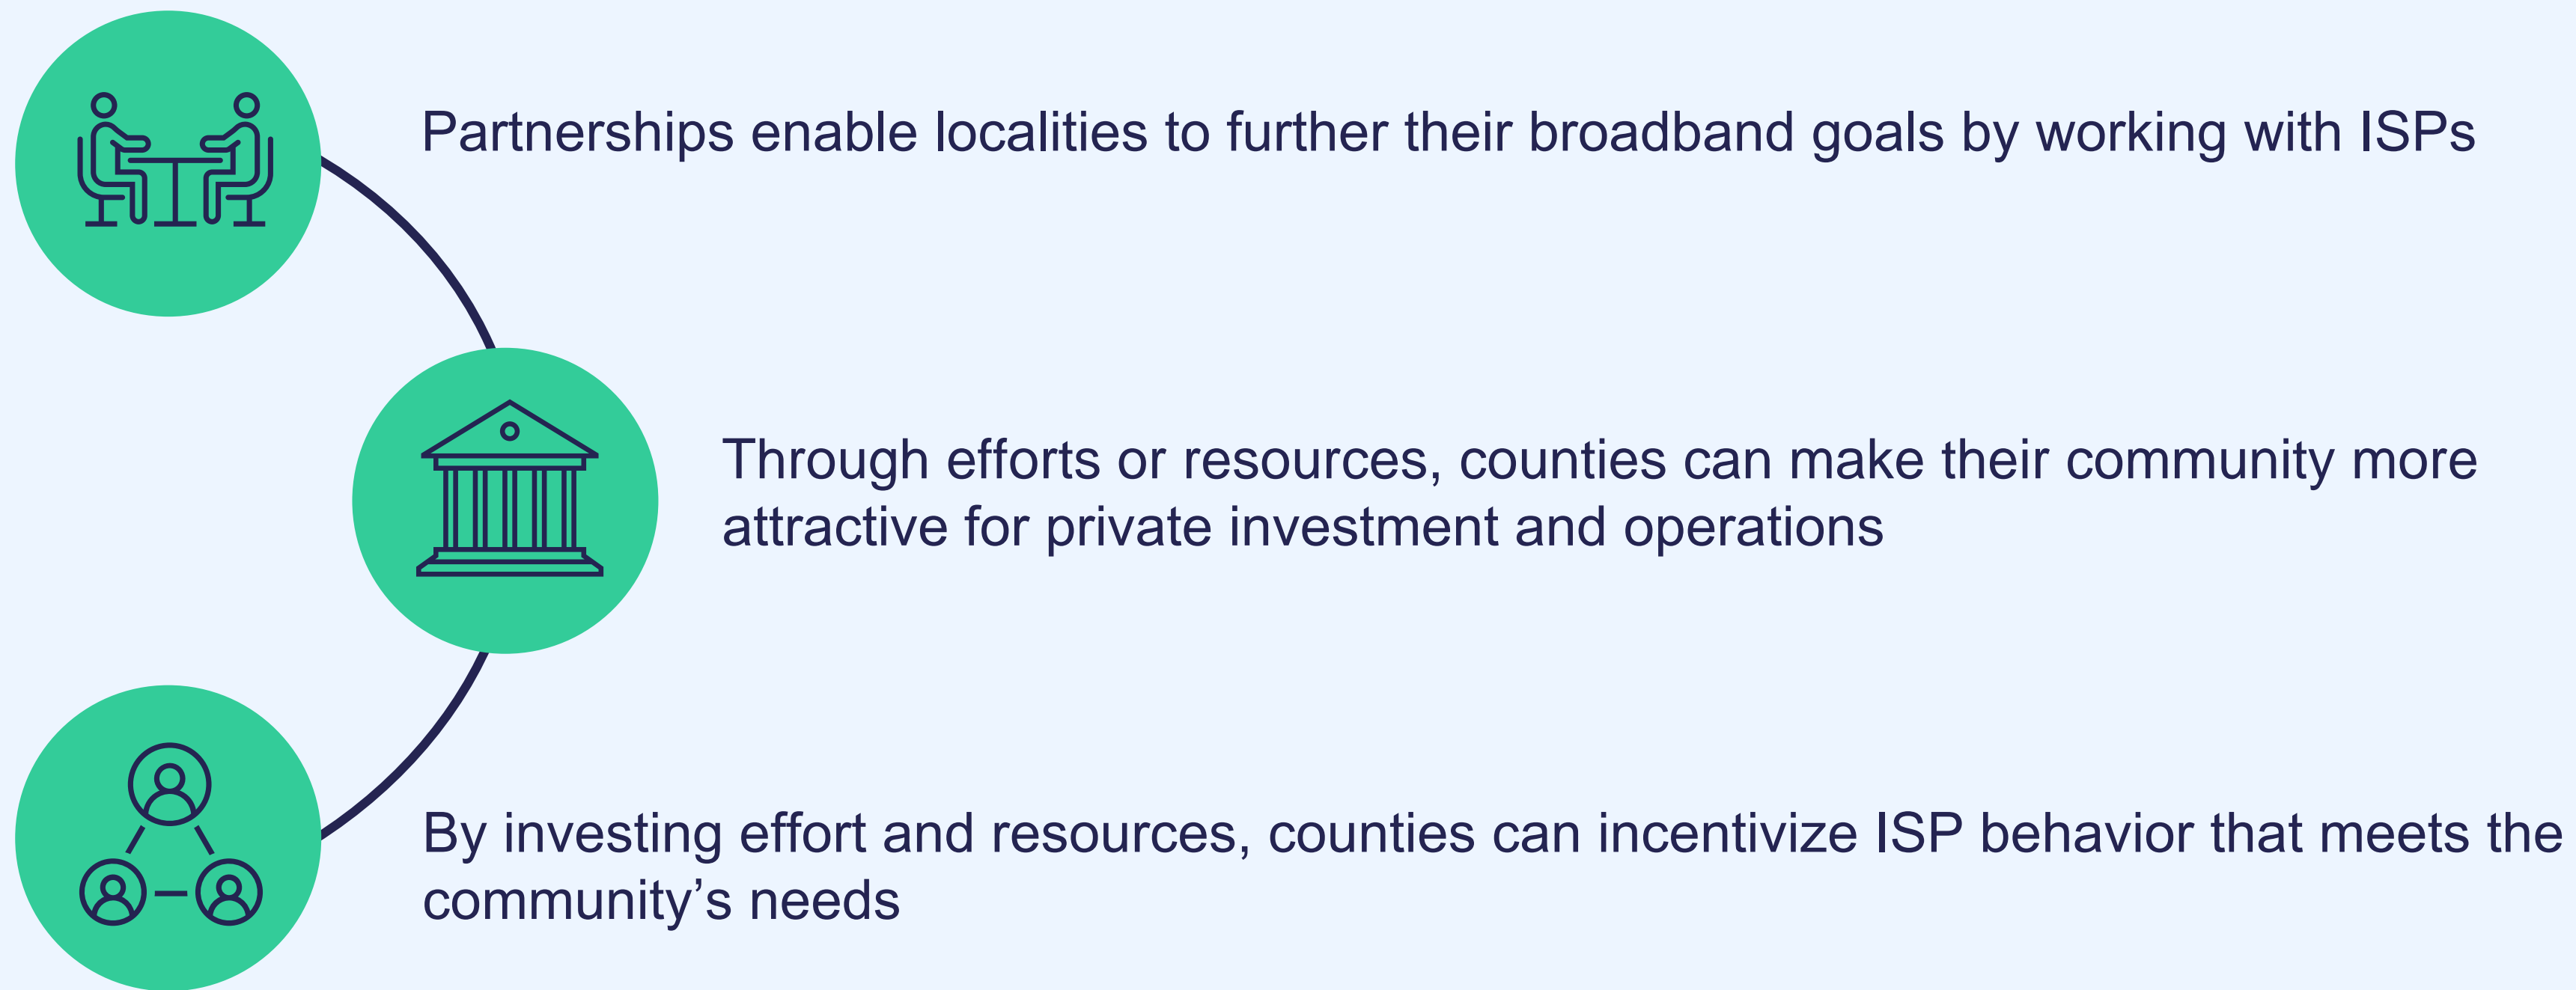 Partnerships enable localities to further their broadband goals by working with ISPs
Through efforts or resources, counties can make their community more
attractive for private investment and operations
By investing effort and resources, counties can incentivize ISP behavior that meets the
community’s needs